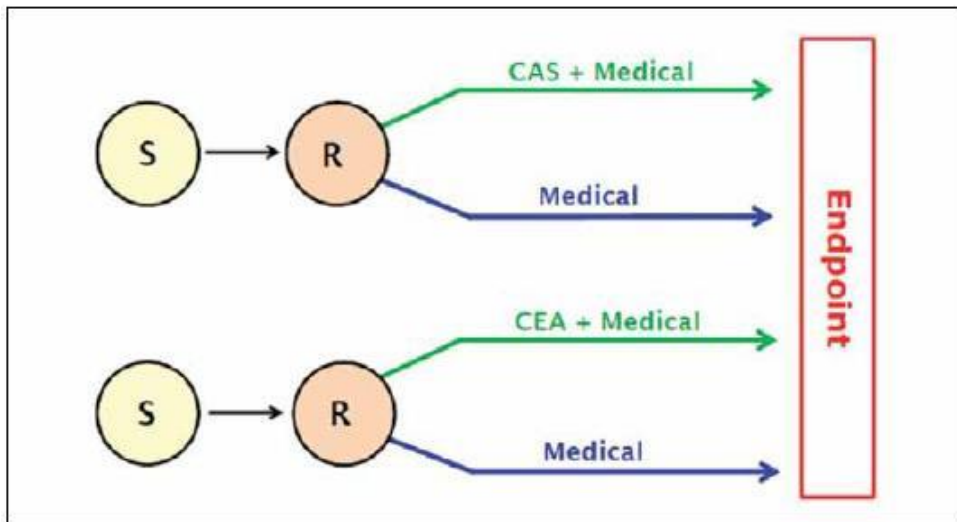 CAS + Medical
S
R
Medical
Endpoint
CEA + Medical
S
R
Medical